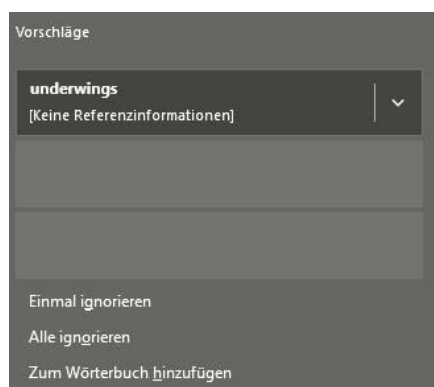 Vorschläge
underwings
[Keine Referenzinformationen]
Einmal ignorieren
Alle ignorieren
Zum Wörterbuch hinzufügen